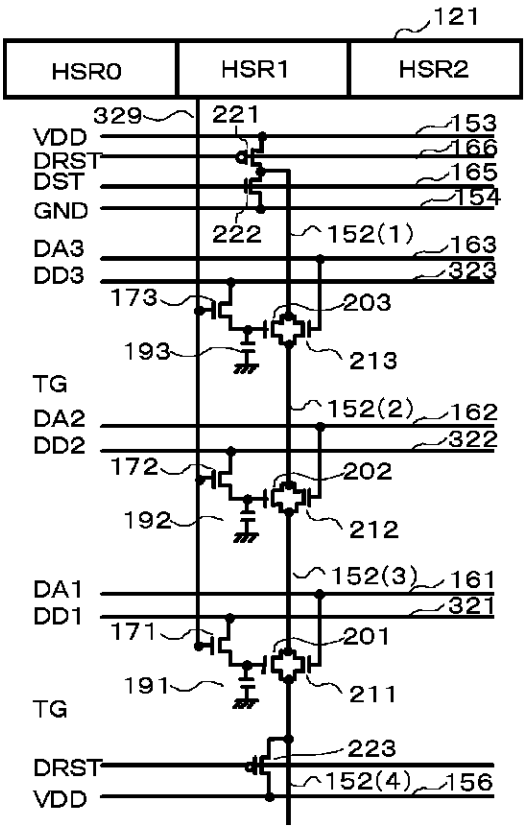 121
HSR0 HSR1 HSR2
329 221
VDD 153
DRST 166
DST 165
GND 154
222
152(1)
DA3 163
DD3 323
173 203
193 213
TG
152(2)
DA2 162
DD2 322
172 202
192 212
152(3)
DA1 161
DD1 321
171 201
191 211
TG
223
DRST
152(4) 156
VDD